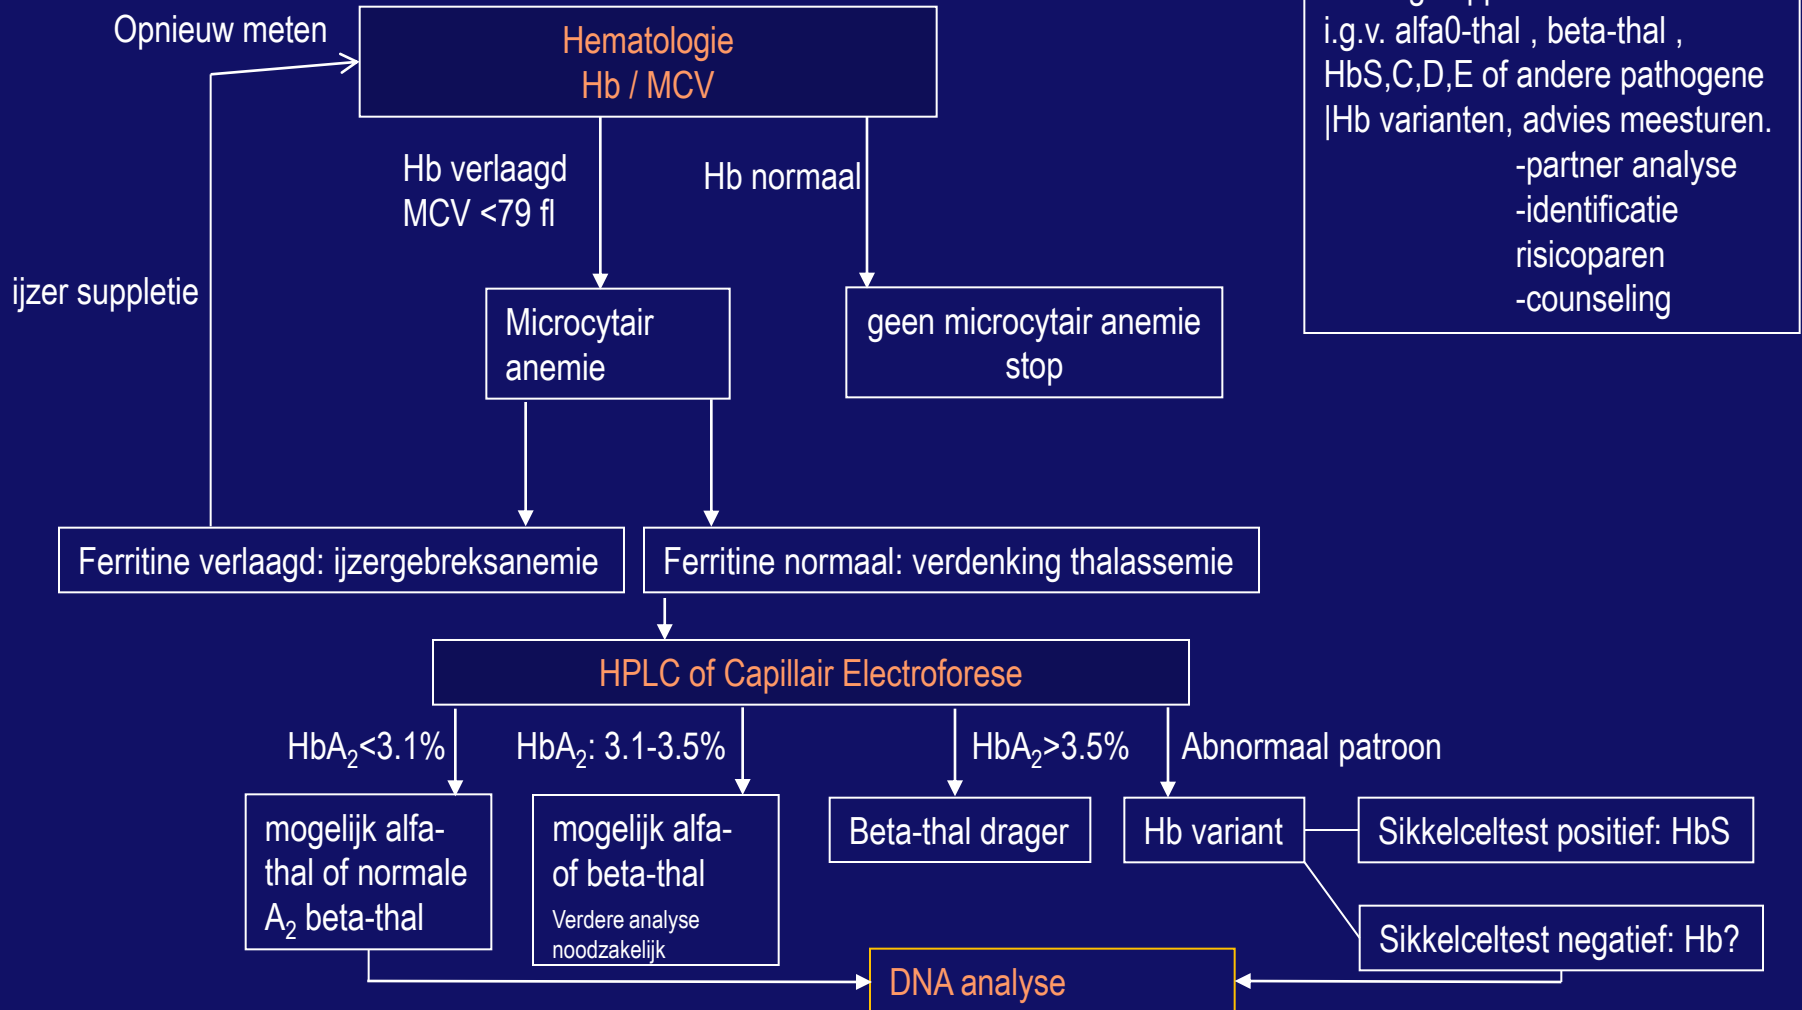 Opnieuw meten
Hematologie
Hb / MCV
i.g.v. alfa0-thal , beta-thal ,
HbS,C,D,E of andere pathogene
|Hb varianten, advies meesturen.
-partner analyse
-identificatie
risicoparen
-counseling
Hb verlaagd
MCV <79 fl
Hb normaal
ijzer suppletie
Microcytair
anemie
geen microcytair anemie
stop
Ferritine verlaagd: ijzergebreksanemie
Ferritine normaal: verdenking thalassemie
HPLC of Capillair Electroforese
HbA₂<3.1%
HbA₂: 3.1-3.5%
HbA₂>3.5%
Abnormaal patroon
mogelijk alfa-
thal of normale
A₂ beta-thal
mogelijk alfa-
of beta-thal
Verdere analyse
noodzakelijk
Beta-thal drager
Hb variant
Sikkelceltest positief: HbS
Sikkelceltest negatief: Hb?
DNA analyse